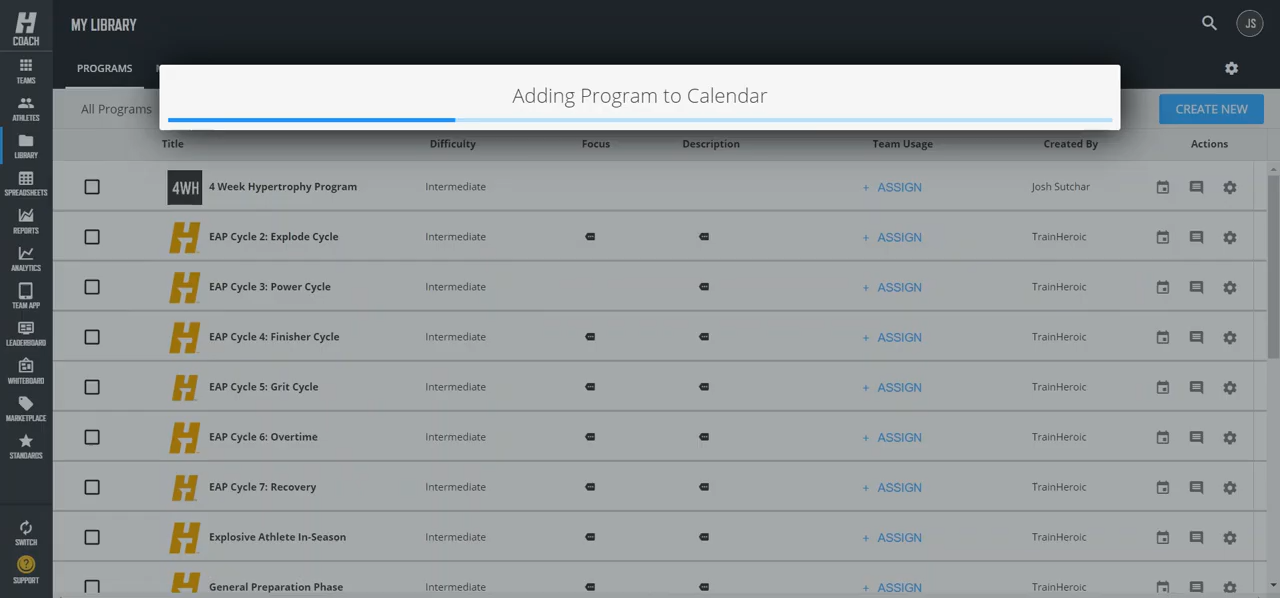 COACH
MY LIBRARY
JS
PROGRAMS
Adding Program to Calendar
All Programs
CREATE NEW
Title Difficulty Focus Description Team Usage Created By Actions
4WH 4 Week Hypertrophy Program Intermediate + ASSIGN Josh Sutchar
EAP Cycle 2: Explode Cycle Intermediate + ASSIGN TrainHeroic
EAP Cycle 3: Power Cycle Intermediate + ASSIGN TrainHeroic
EAP Cycle 4: Finisher Cycle Intermediate + ASSIGN TrainHeroic
EAP Cycle 5: Grit Cycle Intermediate + ASSIGN TrainHeroic
EAP Cycle 6: Overtime Intermediate + ASSIGN TrainHeroic
EAP Cycle 7: Recovery Intermediate + ASSIGN TrainHeroic
Explosive Athlete In-Season Intermediate + ASSIGN TrainHeroic
General Preparation Phase Intermediate + ASSIGN TrainHeroic
TEAMS
ATHLETES
LIBRARY
SPREADSHEETS
REPORTS
ANALYTICS
TEAM APP
LEADERBOARD
WHITEBOARD
MARKETPLACE
STANDARDS
SWITCH
?
SUPPORT